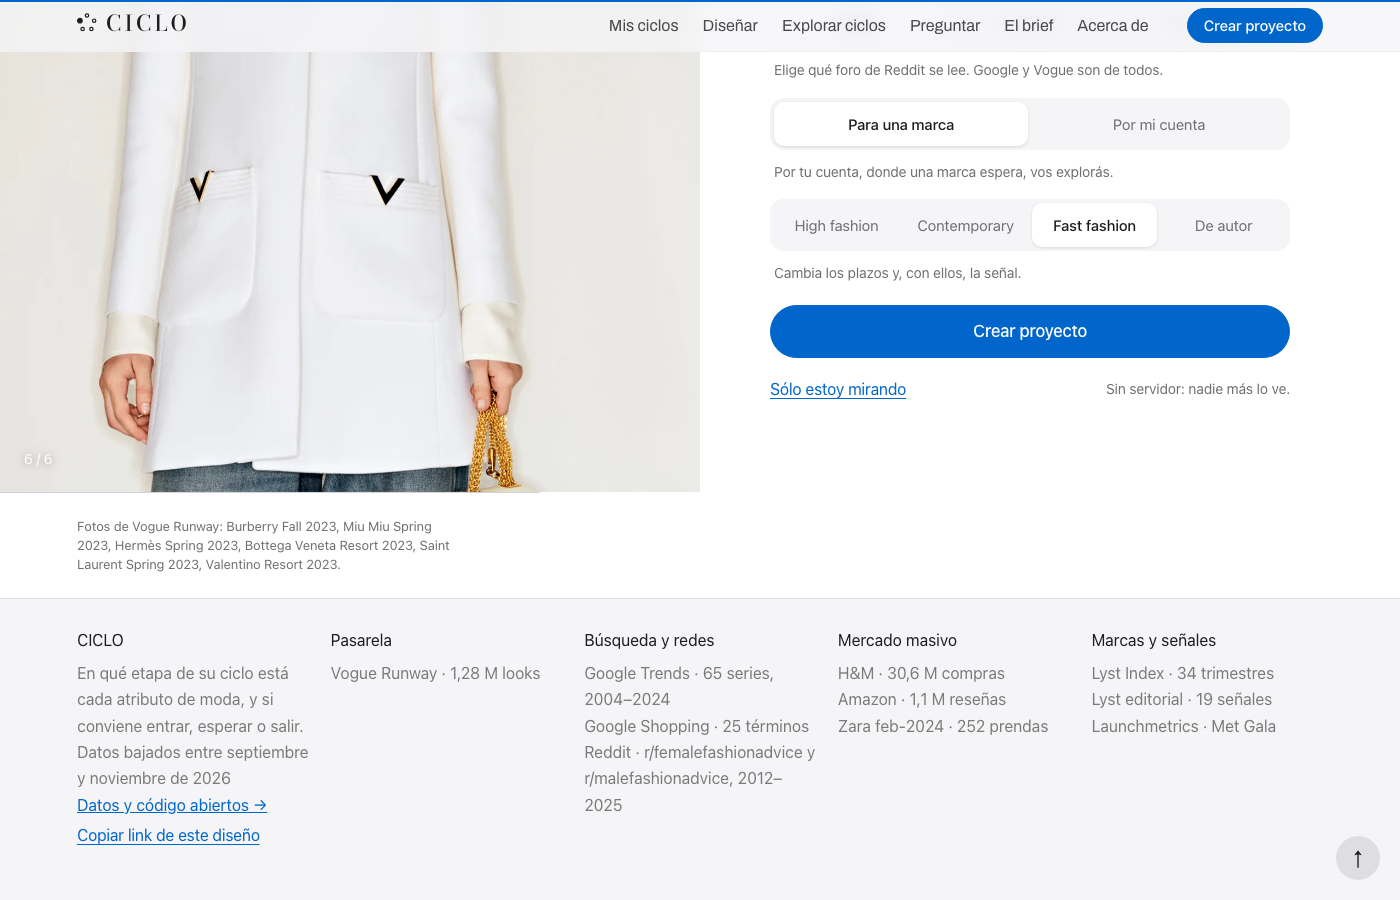 CICLO
Mis ciclos
Diseñar
Explorar ciclos
Preguntar
El brief
Acerca de
Crear proyecto
Elige qué foro de Reddit se lee. Google y Vogue son de todos.
Para una marca
Por mi cuenta
Por tu cuenta, donde una marca espera, vos explorás.
High fashion
Contemporary
Fast fashion
De autor
Cambia los plazos y, con ellos, la señal.
Crear proyecto
Sólo estoy mirando
Sin servidor: nadie más lo ve.
6 / 6
Fotos de Vogue Runway: Burberry Fall 2023, Miu Miu Spring
2023, Hermès Spring 2023, Bottega Veneta Resort 2023, Saint
Laurent Spring 2023, Valentino Resort 2023.
CICLO
En qué etapa de su ciclo está
cada atributo de moda, y si
conviene entrar, esperar o salir.
Datos bajados entre septiembre
y noviembre de 2026
Datos y código abiertos →
Copiar link de este diseño
Pasarela
Vogue Runway · 1,28 M looks
Búsqueda y redes
Google Trends · 65 series,
2004–2024
Google Shopping · 25 términos
Reddit · r/femalefashionadvice y
r/malefashionadvice, 2012–
2025
Mercado masivo
H&M · 30,6 M compras
Amazon · 1,1 M reseñas
Zara feb-2024 · 252 prendas
Marcas y señales
Lyst Index · 34 trimestres
Lyst editorial · 19 señales
Launchmetrics · Met Gala
↑